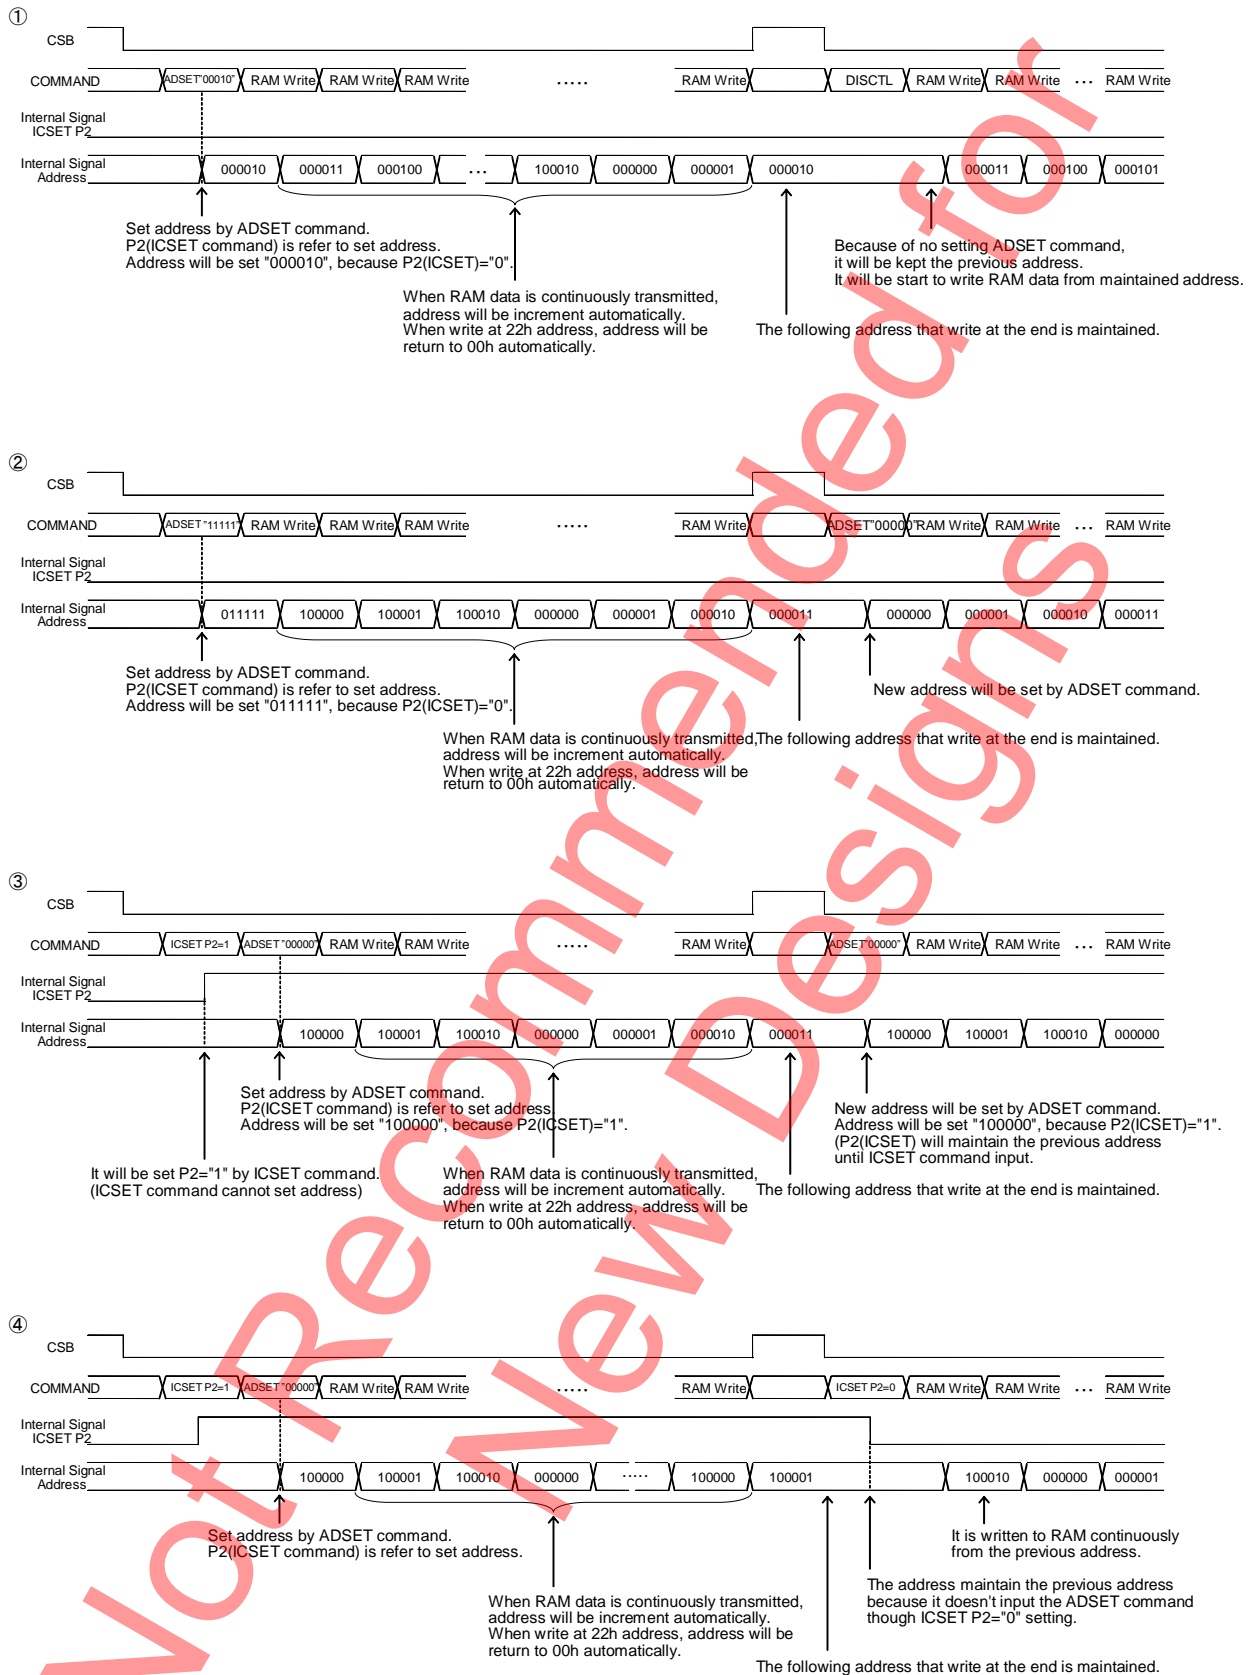 ①
CSB
COMMAND ADSET"00010" RAM Write RAM Write RAM Write ····· RAM Write DISCTL RAM Write RAM Write ··· RAM Write
Internal Signal
ICSET P2
Internal Signal
Address
000010 000011 000100 ··· 100010 000000 000001 000010 000011 000100 000101
Set address by ADSET command.
P2(ICSET command) is refer to set address.
Address will be set "000010", because P2(ICSET)="0".
When RAM data is continuously transmitted,
address will be increment automatically.
When write at 22h address, address will be
return to 00h automatically.
Because of no setting ADSET command,
it will be kept the previous address.
It will be start to write RAM data from maintained address.
The following address that write at the end is maintained.
②
CSB
COMMAND ADSET "11111" RAM Write RAM Write RAM Write ····· RAM Write ADSET"00000" RAM Write RAM Write ··· RAM Write
Internal Signal
ICSET P2
Internal Signal
Address
011111 100000 100001 100010 000000 000001 000010 000011 000000 000001 000010 000011
Set address by ADSET command.
P2(ICSET command) is refer to set address.
Address will be set "011111", because P2(ICSET)="0".
When RAM data is continuously transmitted,
address will be increment automatically.
When write at 22h address, address will be
return to 00h automatically.
New address will be set by ADSET command.
The following address that write at the end is maintained.
③
CSB
COMMAND ICSET P2=1 ADSET "00000" RAM Write RAM Write ····· RAM Write ADSET"00000" RAM Write RAM Write ··· RAM Write
Internal Signal
ICSET P2
Internal Signal
Address
100000 100001 100010 000000 000001 000010 000011 100000 100001 100010 000000
Set address by ADSET command.
P2(ICSET command) is refer to set address.
Address will be set "100000", because P2(ICSET)="1".
It will be set P2="1" by ICSET command.
(ICSET command cannot set address)
When RAM data is continuously transmitted,
address will be increment automatically.
When write at 22h address, address will be
return to 00h automatically.
New address will be set by ADSET command.
Address will be set "100000", because P2(ICSET)="1".
(P2(ICSET) will maintain the previous address
until ICSET command input.
The following address that write at the end is maintained.
④
CSB
COMMAND ICSET P2=1 ADSET "00000" RAM Write RAM Write ····· RAM Write ICSET P2=0 RAM Write RAM Write ··· RAM Write
Internal Signal
ICSET P2
Internal Signal
Address
100000 100001 100010 000000 ····· 100000 100001 100010 000000 000001
Set address by ADSET command.
P2(ICSET command) is refer to set address.
When RAM data is continuously transmitted,
address will be increment automatically.
When write at 22h address, address will be
return to 00h automatically.
It is written to RAM continuously
from the previous address.
The address maintain the previous address
because it doesn't input the ADSET command
though ICSET P2="0" setting.
The following address that write at the end is maintained.
Not Recommended for
New Designs